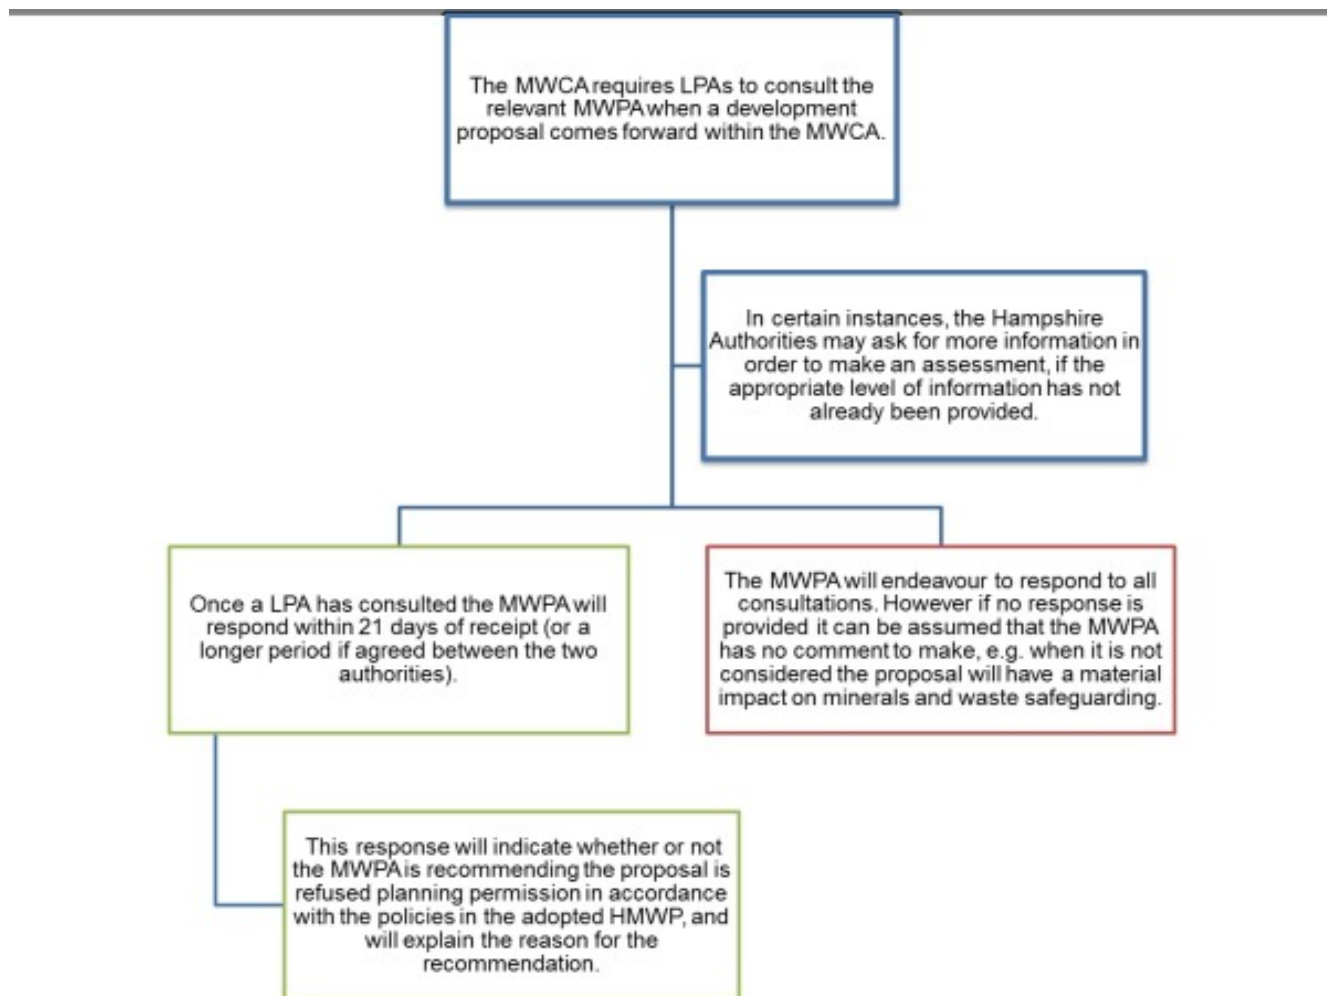 The MWCA requires LPAs to consult the
relevant MWPA when a development
proposal comes forward within the MWCA.
In certain instances, the Hampshire
Authorities may ask for more information in
order to make an assessment, if the
appropriate level of information has not
already been provided.
Once a LPA has consulted the MWPA will
respond within 21 days of receipt (or a
longer period if agreed between the two
authorities).
The MWPA will endeavour to respond to all
consultations. However if no response is
provided it can be assumed that the MWPA
has no comment to make, e.g. when it is not
considered the proposal will have a material
impact on minerals and waste safeguarding.
This response will indicate whether or not
the MWPA is recommending the proposal is
refused planning permission in accordance
with the policies in the adopted HMWP, and
will explain the reason for the
recommendation.